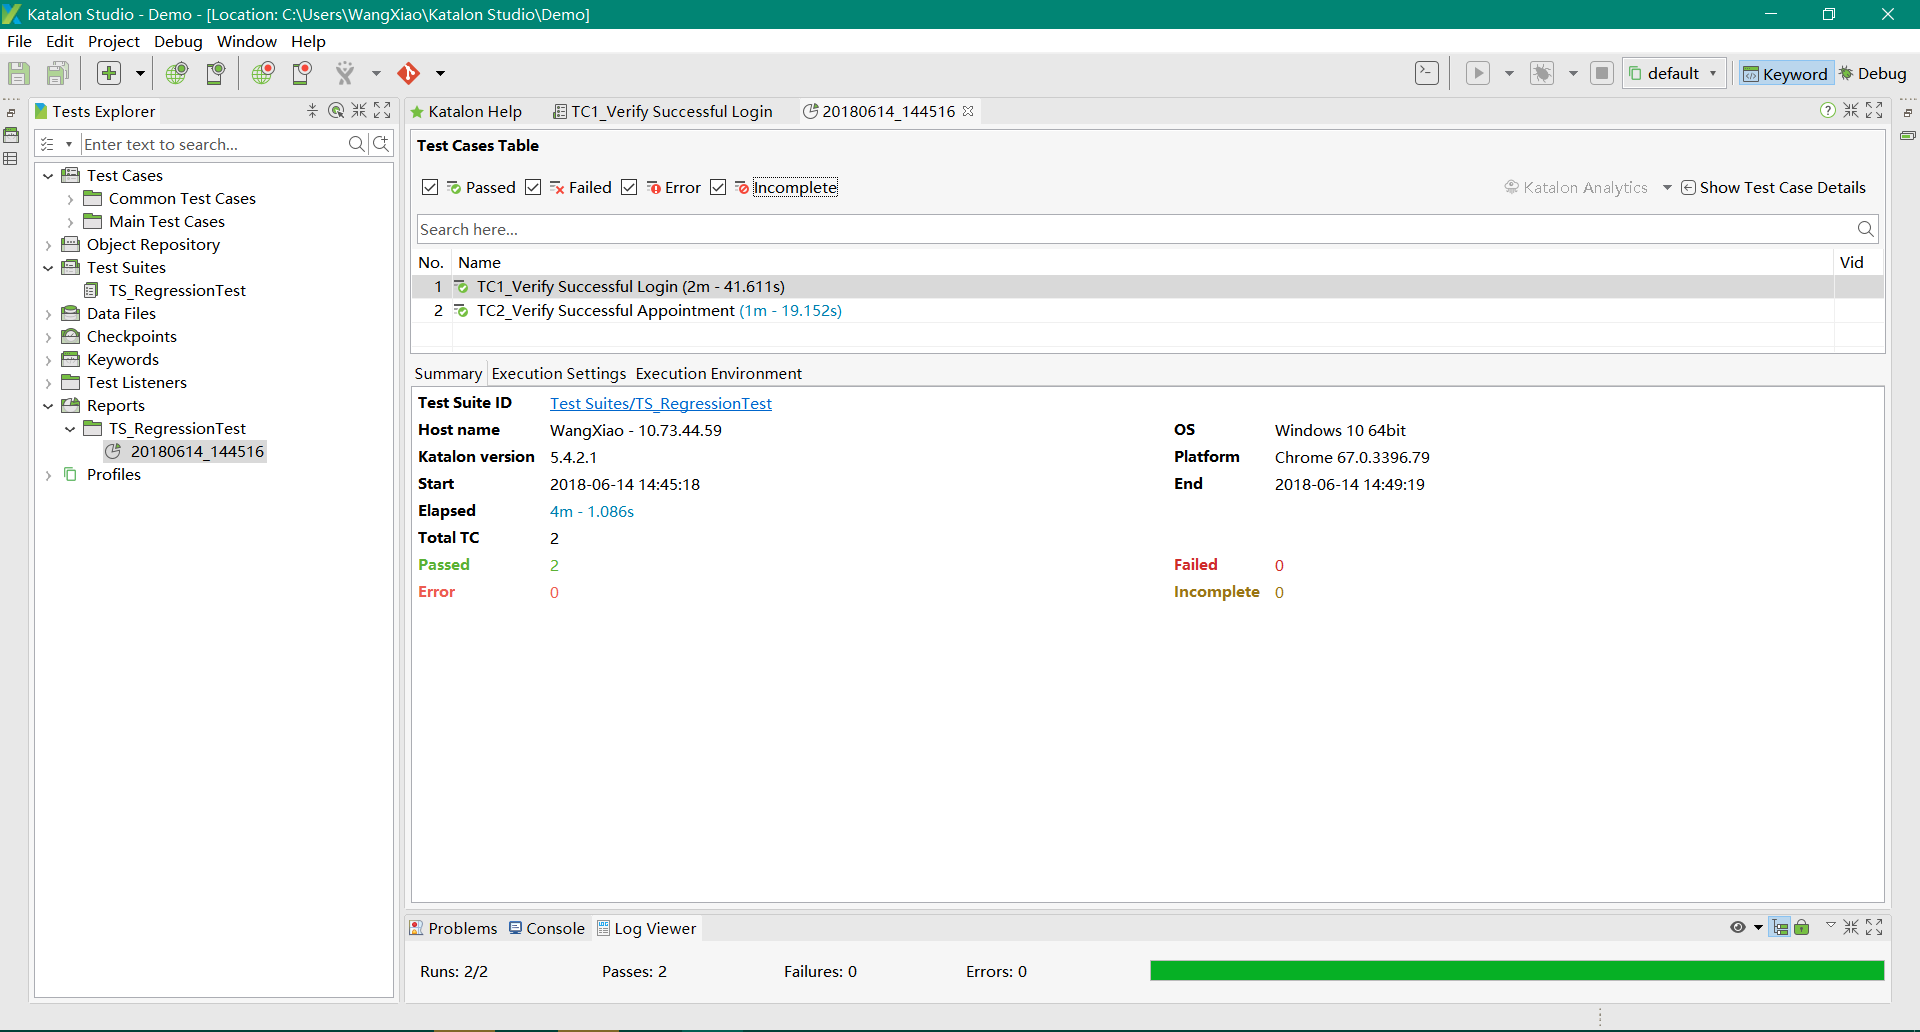 Katalon Studio - Demo - [Location: C:\Users\WangXiao\Katalon Studio\Demo]
File Edit Project Debug Window Help
default Keyword Debug
Tests Explorer
Enter text to search...
Test Cases
Common Test Cases
Main Test Cases
Object Repository
Test Suites
TS_RegressionTest
Data Files
Checkpoints
Keywords
Test Listeners
Reports
TS_RegressionTest
20180614_144516
Profiles
Katalon Help TC1_Verify Successful Login 20180614_144516
Test Cases Table
Passed Failed Error Incomplete Katalon Analytics Show Test Case Details
Search here...
No. Name Vid
1 TC1_Verify Successful Login (2m - 41.611s)
2 TC2_Verify Successful Appointment (1m - 19.152s)
Summary Execution Settings Execution Environment
Test Suite ID Test Suites/TS_RegressionTest
Host name WangXiao - 10.73.44.59 OS Windows 10 64bit
Katalon version 5.4.2.1 Platform Chrome 67.0.3396.79
Start 2018-06-14 14:45:18 End 2018-06-14 14:49:19
Elapsed 4m - 1.086s
Total TC 2
Passed 2 Failed 0
Error 0 Incomplete 0
Problems Console Log Viewer
Runs: 2/2 Passes: 2 Failures: 0 Errors: 0